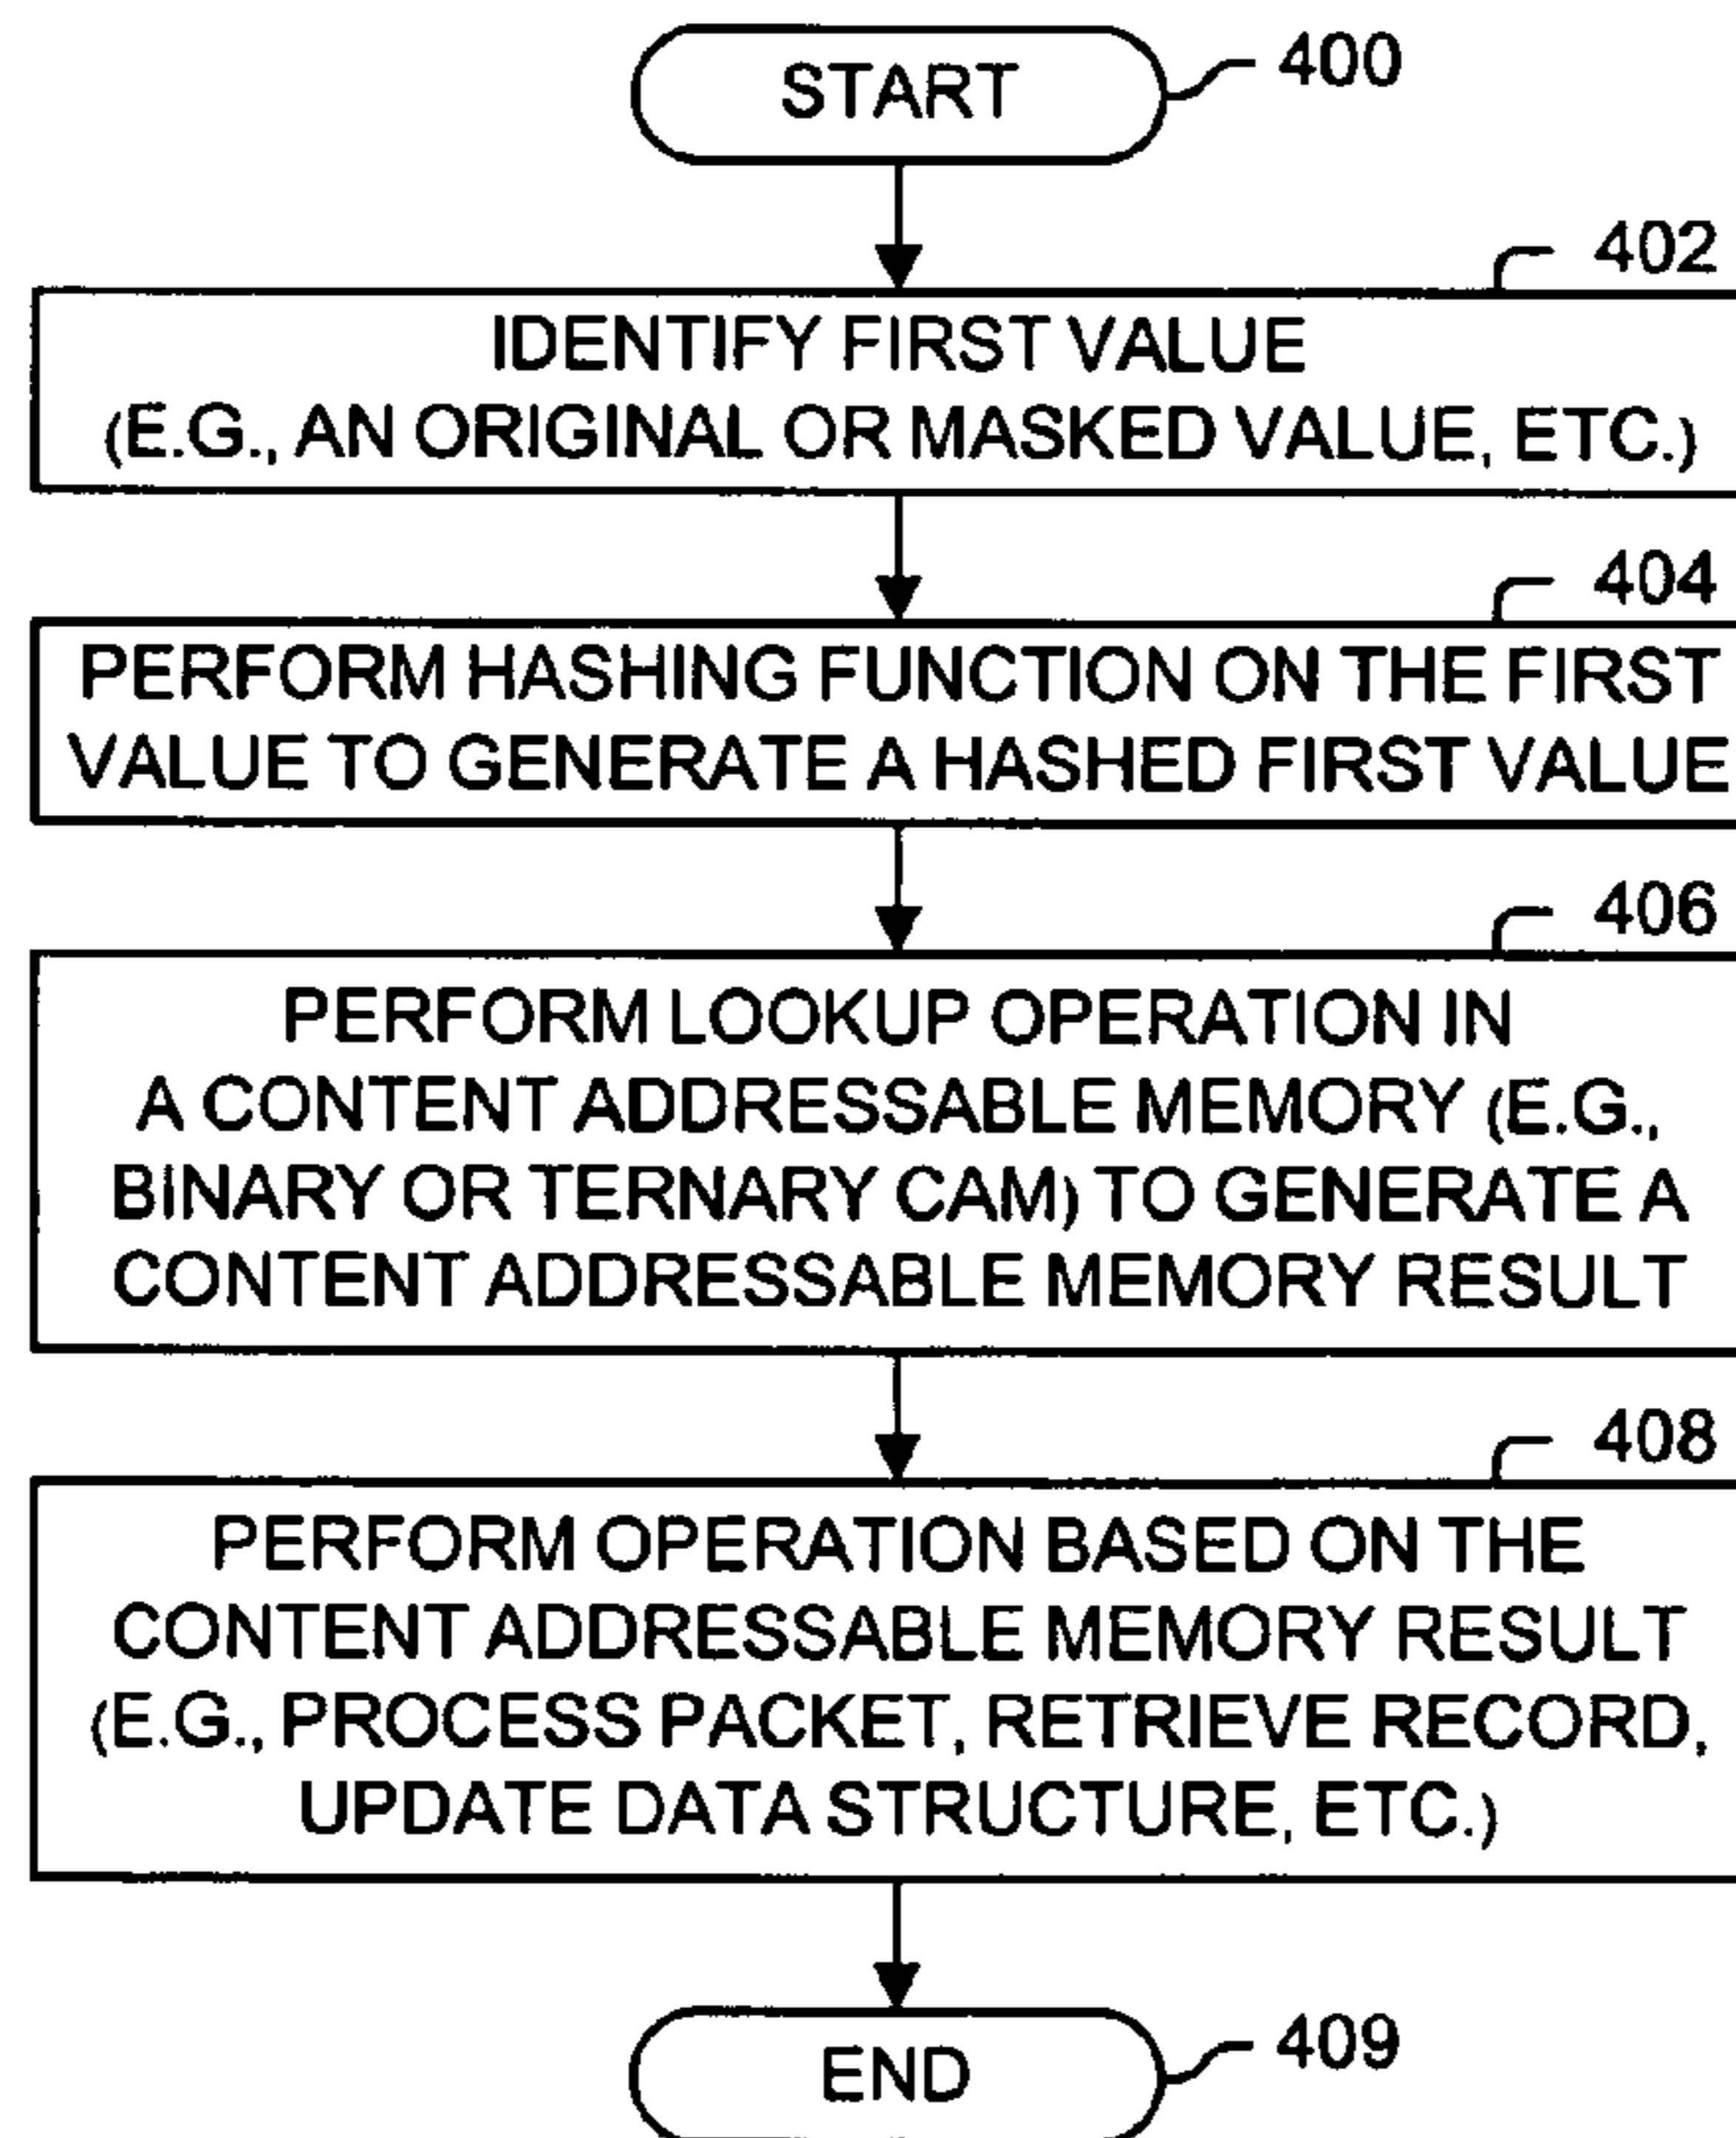 START
400
402
IDENTIFY FIRST VALUE
(E.G., AN ORIGINAL OR MASKED VALUE, ETC.)
404
PERFORM HASHING FUNCTION ON THE FIRST
VALUE TO GENERATE A HASHED FIRST VALUE
406
PERFORM LOOKUP OPERATION IN
A CONTENT ADDRESSABLE MEMORY (E.G.,
BINARY OR TERNARY CAM) TO GENERATE A
CONTENT ADDRESSABLE MEMORY RESULT
408
PERFORM OPERATION BASED ON THE
CONTENT ADDRESSABLE MEMORY RESULT
(E.G., PROCESS PACKET, RETRIEVE RECORD,
UPDATE DATA STRUCTURE, ETC.)
END
409